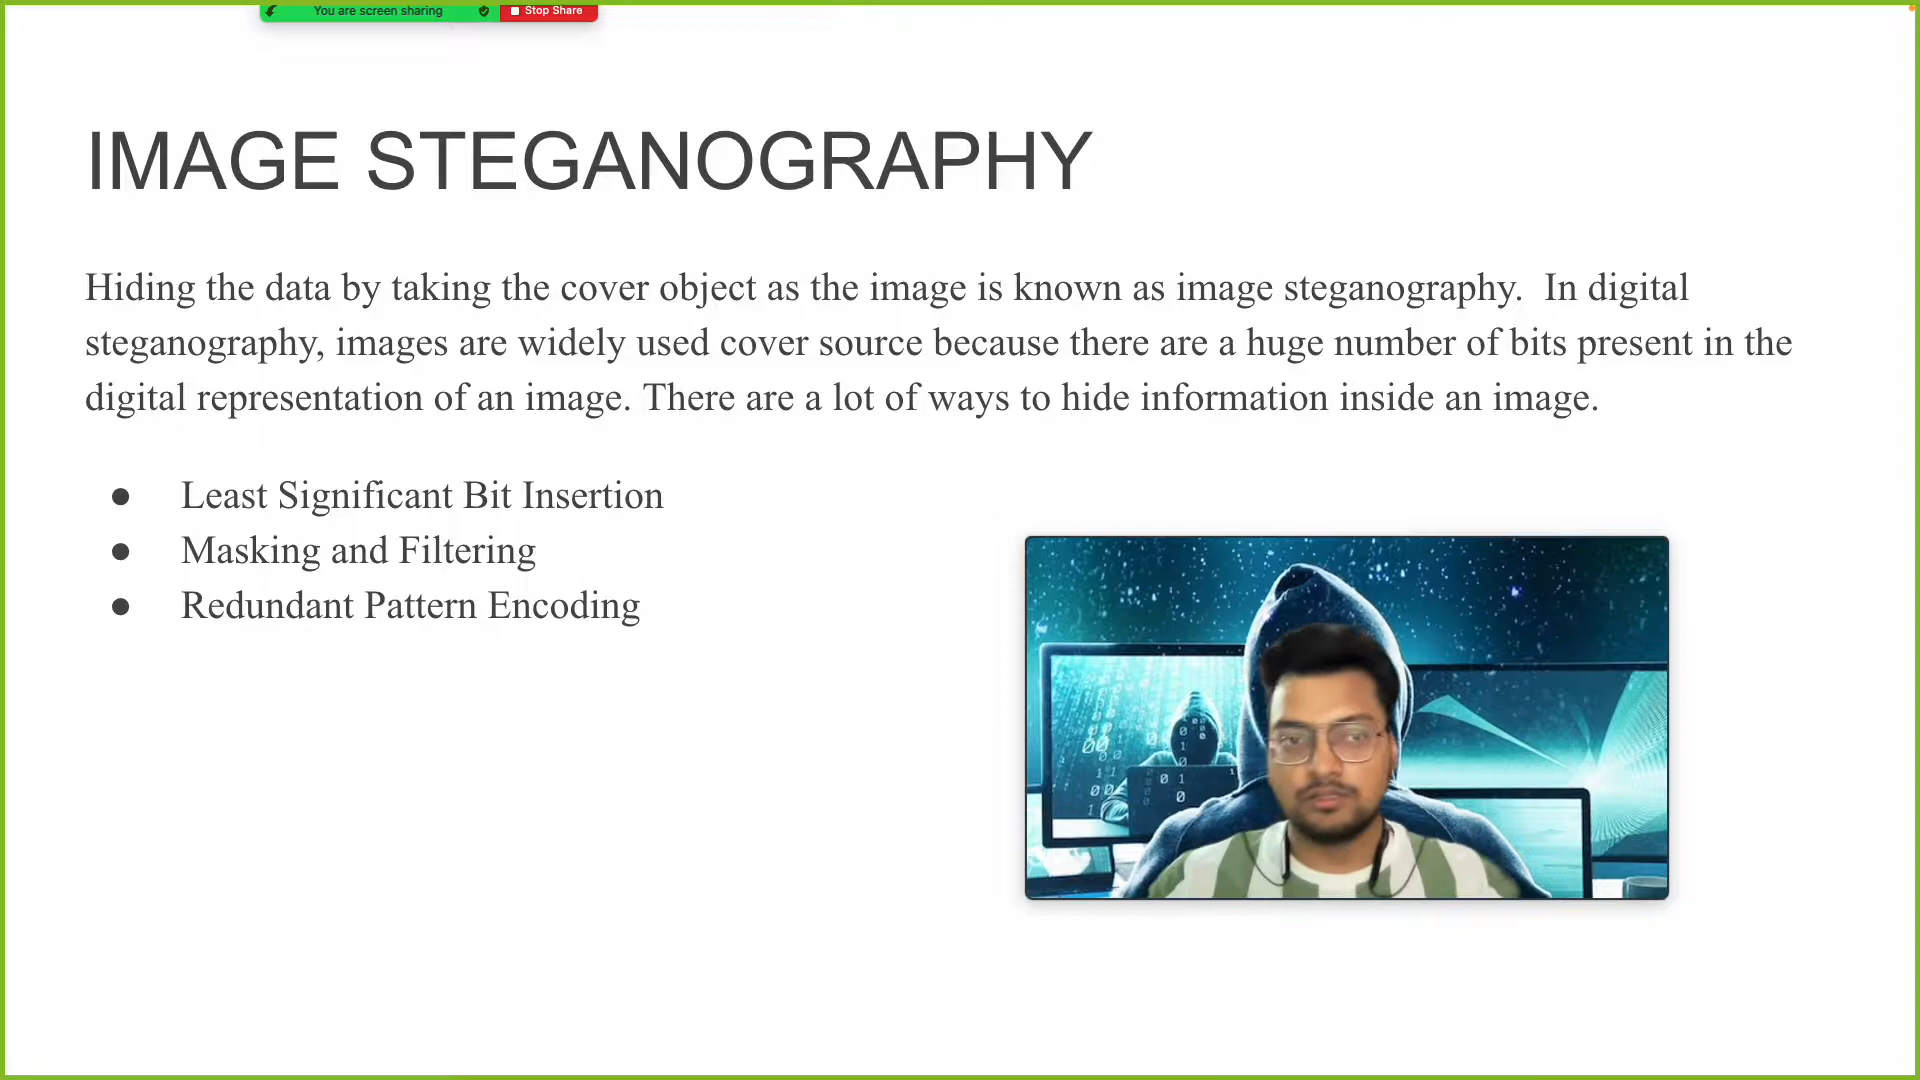 You are screen sharing Stop Share
IMAGE STEGANOGRAPHY
Hiding the data by taking the cover object as the image is known as image steganography.  In digital
steganography, images are widely used cover source because there are a huge number of bits present in the
digital representation of an image. There are a lot of ways to hide information inside an image.
● Least Significant Bit Insertion
● Masking and Filtering
● Redundant Pattern Encoding